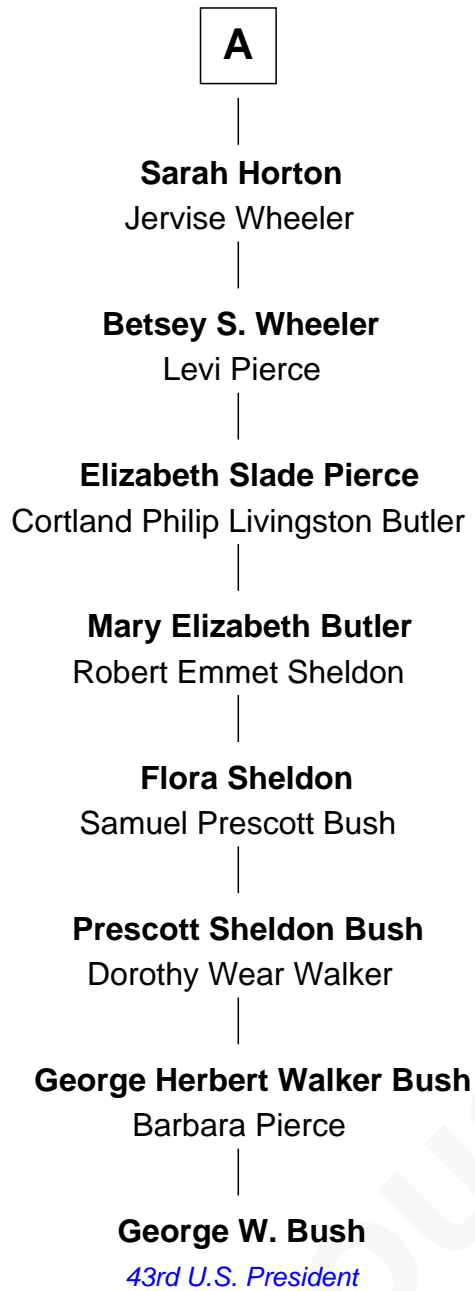 A
Sarah Horton
Jervise Wheeler
Betsey S. Wheeler
Levi Pierce
Elizabeth Slade Pierce
Cortland Philip Livingston Butler
Mary Elizabeth Butler
Robert Emmet Sheldon
Flora Sheldon
Samuel Prescott Bush
Prescott Sheldon Bush
Dorothy Wear Walker
George Herbert Walker Bush
Barbara Pierce
George W. Bush
43rd U.S. President